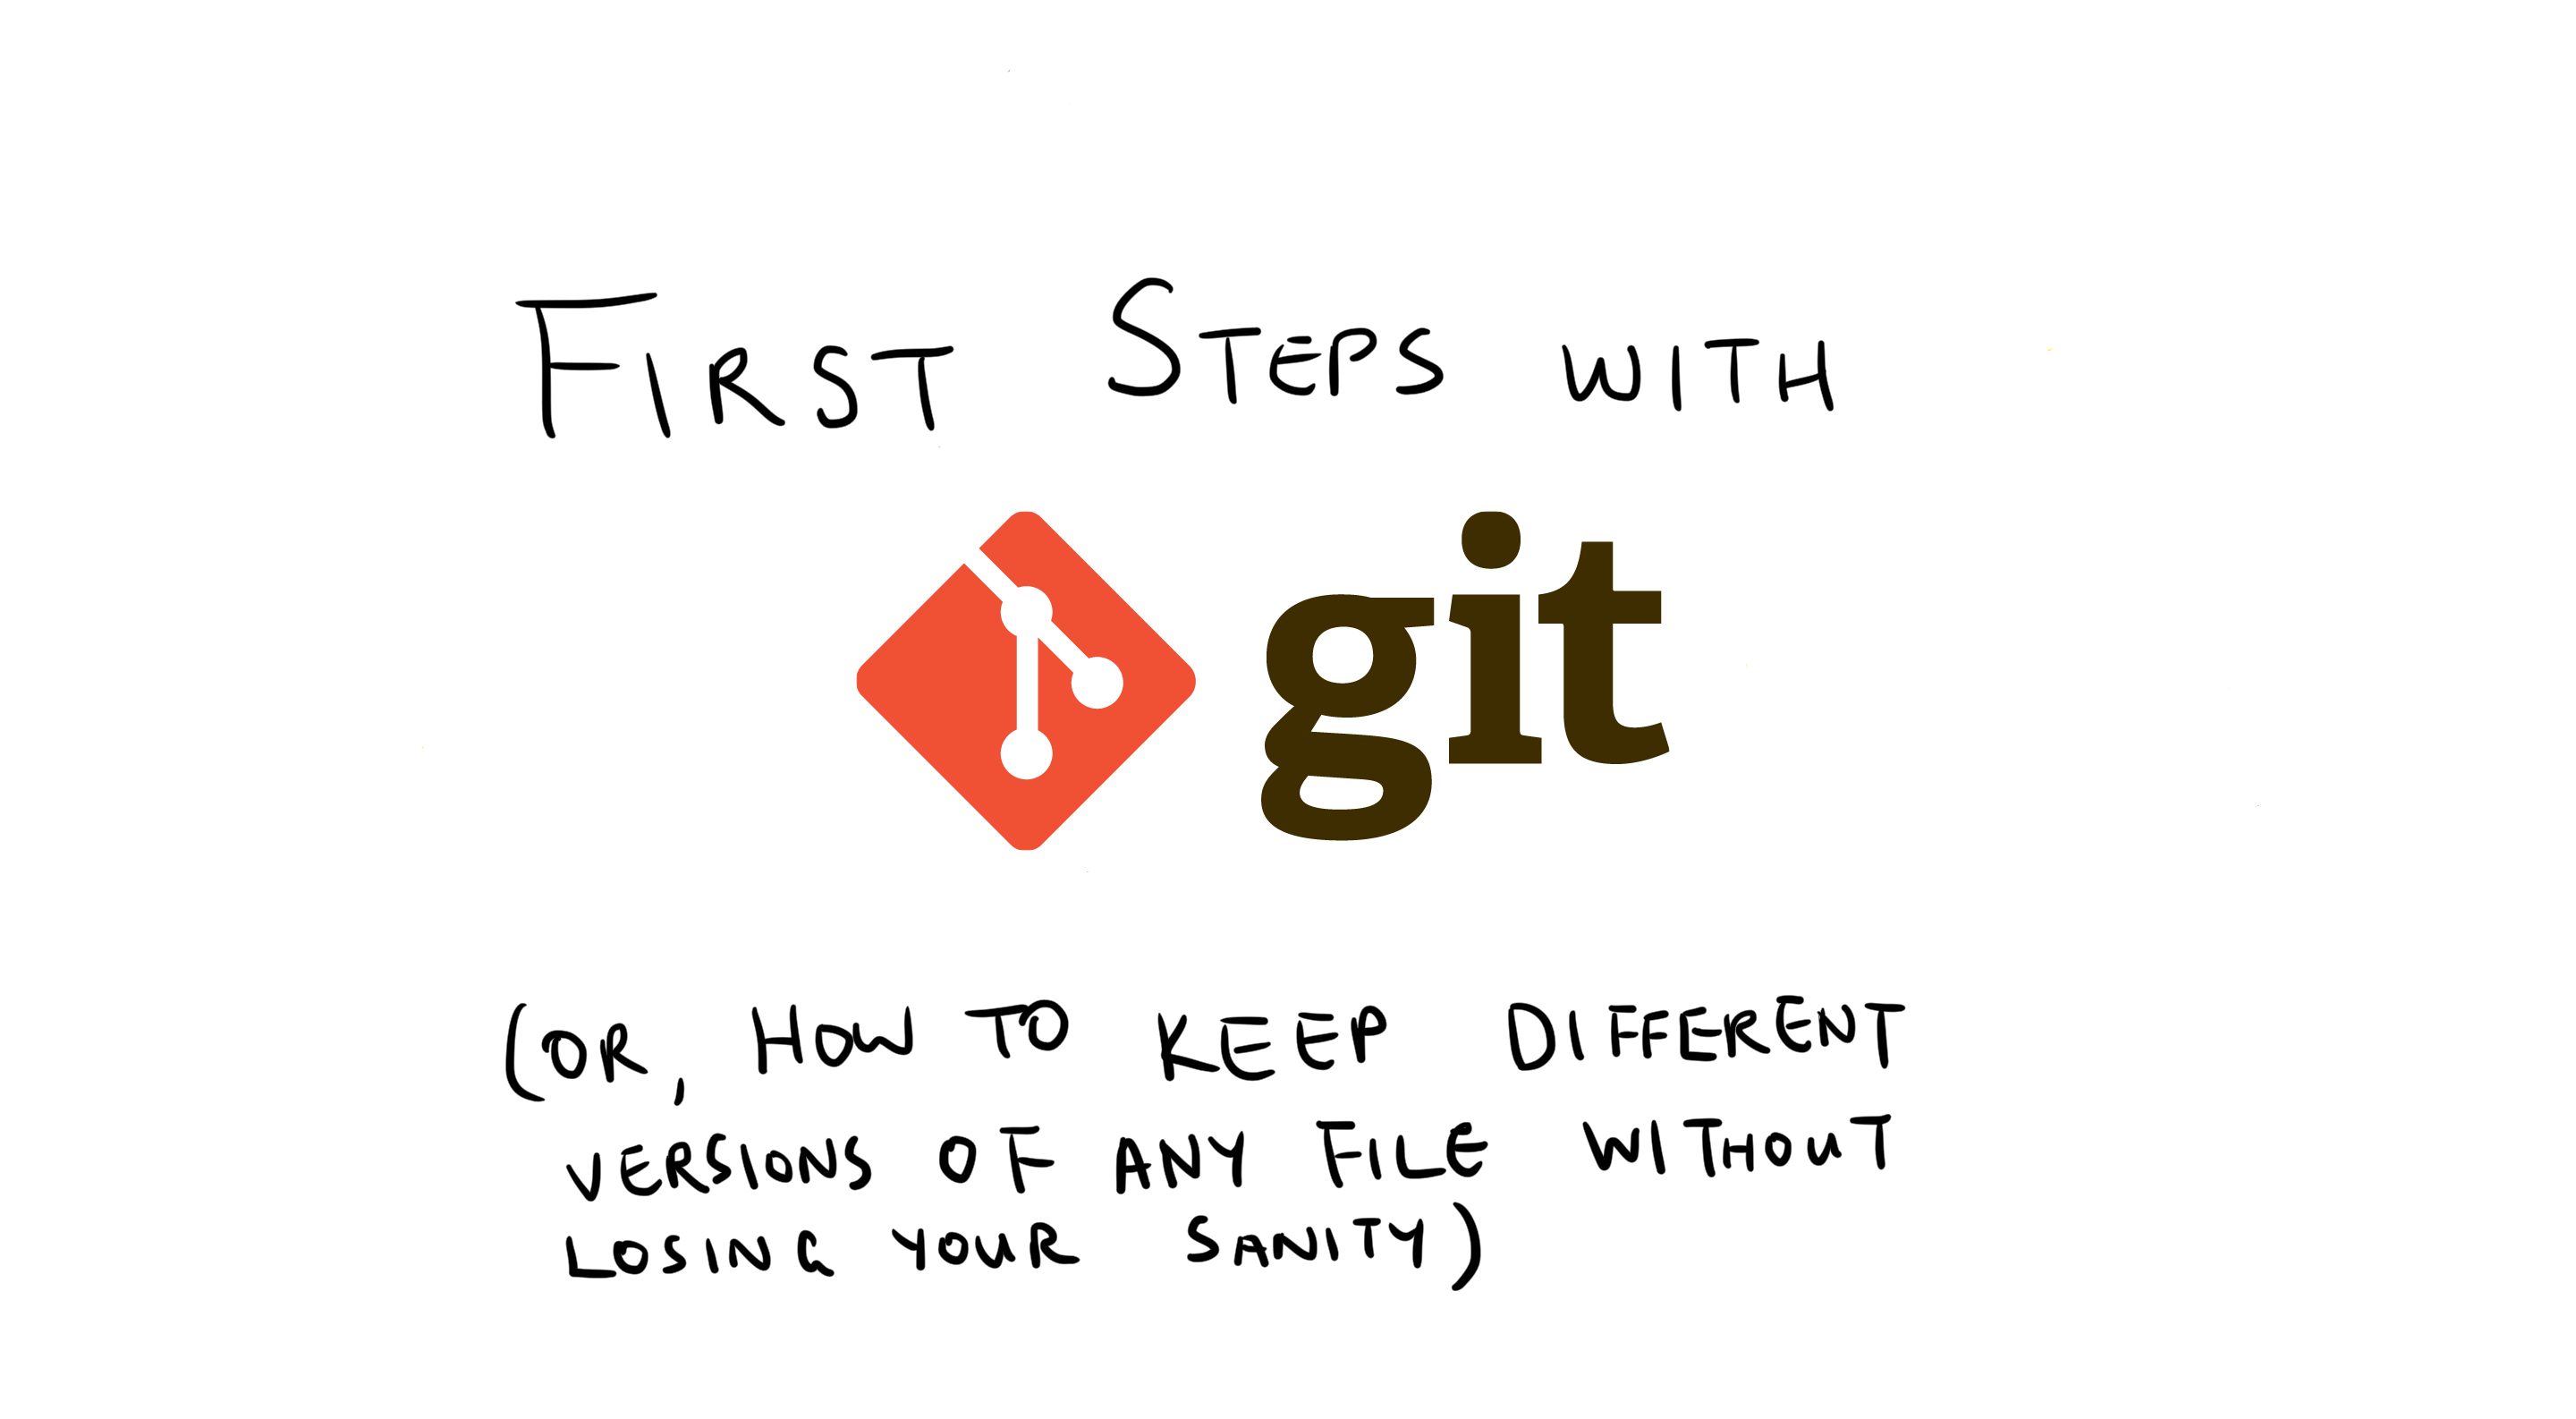 FIRST STEPS WITH
git
(OR, HOW TO KEEP DIFFERENT
VERSIONS OF ANY FILE WITHOUT
LOSING YOUR SANITY)